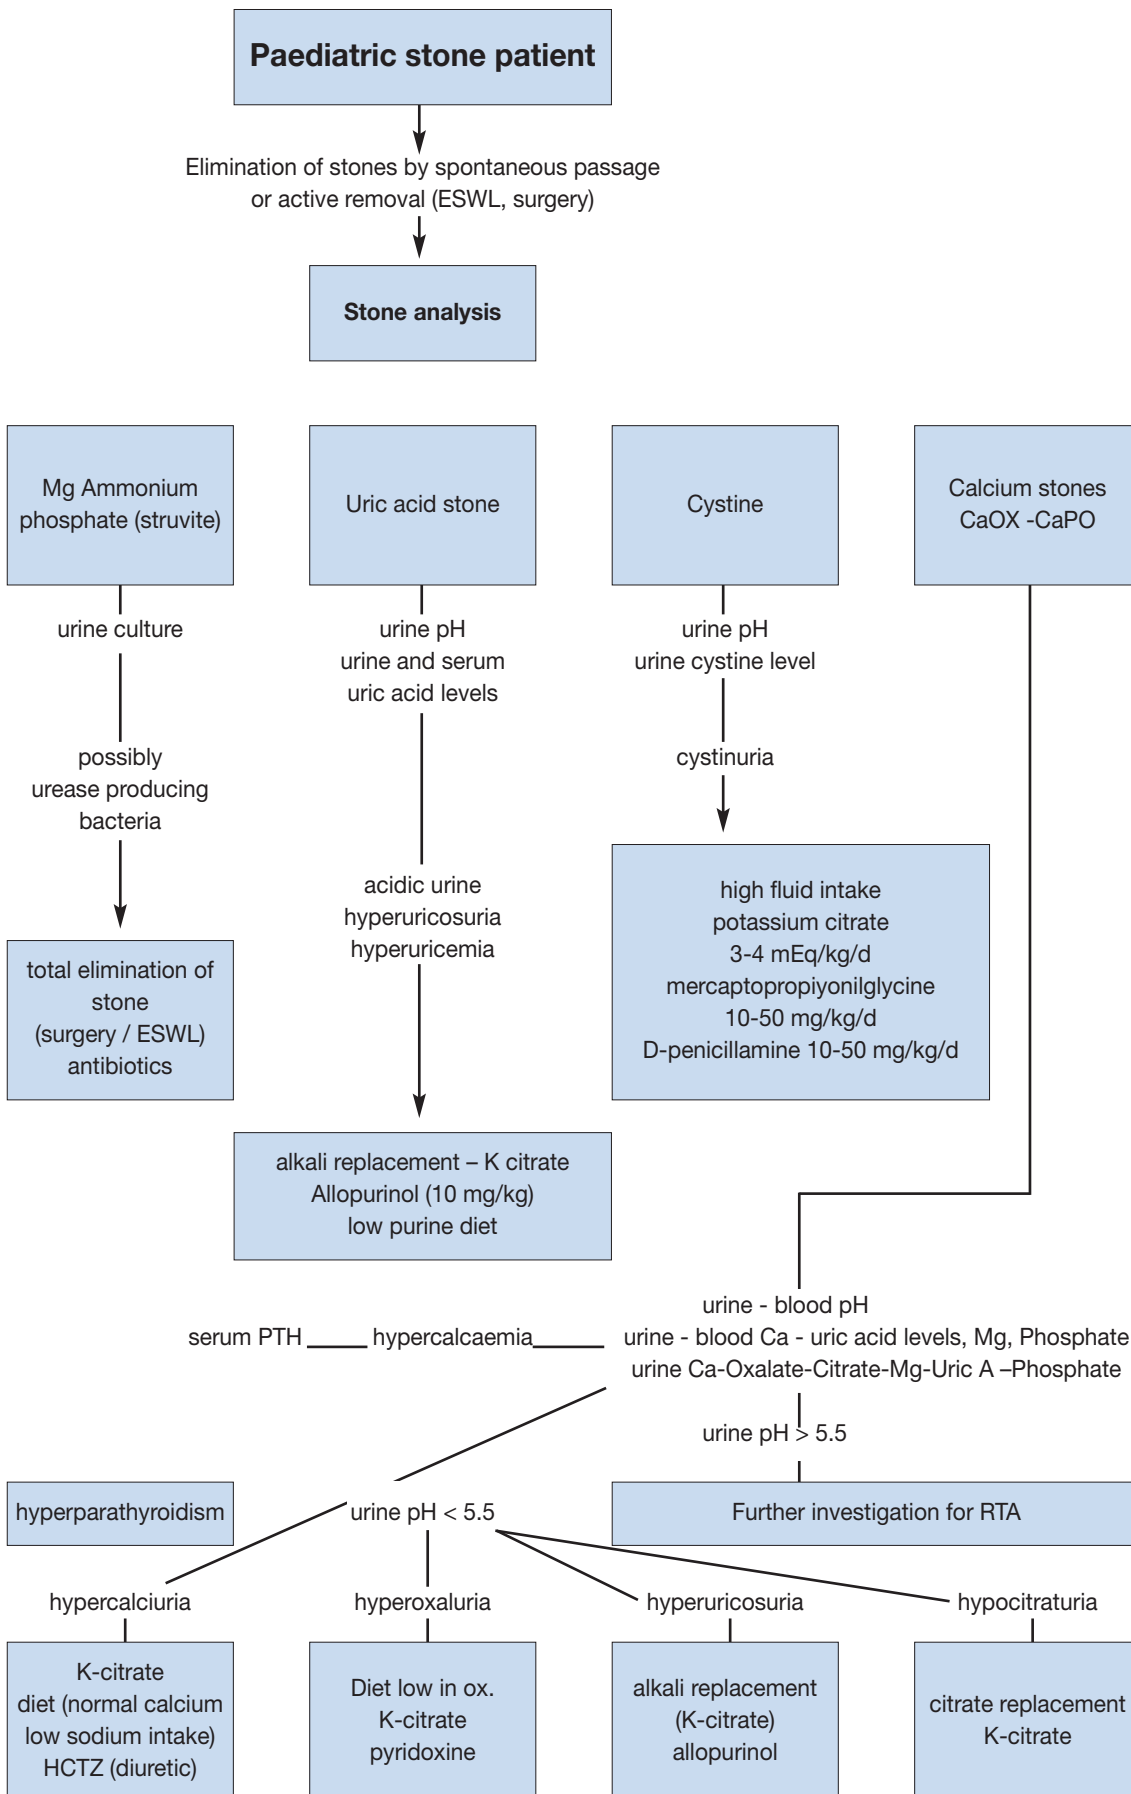 Paediatric stone patient
Elimination of stones by spontaneous passage
or active removal (ESWL, surgery)
Stone analysis
Mg Ammonium
phosphate (struvite)
Uric acid stone
Cystine
Calcium stones
CaOX -CaPO
urine culture
urine pH
urine and serum
uric acid levels
urine pH
urine cystine level
possibly
urease producing
bacteria
cystinuria
acidic urine
hyperuricosuria
hyperuricemia
high fluid intake
potassium citrate
3-4 mEq/kg/d
mercaptopropiyonilglycine
10-50 mg/kg/d
D-penicillamine 10-50 mg/kg/d
total elimination of
stone
(surgery / ESWL)
antibiotics
alkali replacement – K citrate
Allopurinol (10 mg/kg)
low purine diet
urine - blood pH
urine - blood Ca - uric acid levels, Mg, Phosphate
urine Ca-Oxalate-Citrate-Mg-Uric A –Phosphate
serum PTH
hypercalcaemia
urine pH > 5.5
hyperparathyroidism
urine pH < 5.5
Further investigation for RTA
hypercalciuria
hyperoxaluria
hyperuricosuria
hypocitraturia
K-citrate
diet (normal calcium
low sodium intake)
HCTZ (diuretic)
Diet low in ox.
K-citrate
pyridoxine
alkali replacement
(K-citrate)
allopurinol
citrate replacement
K-citrate